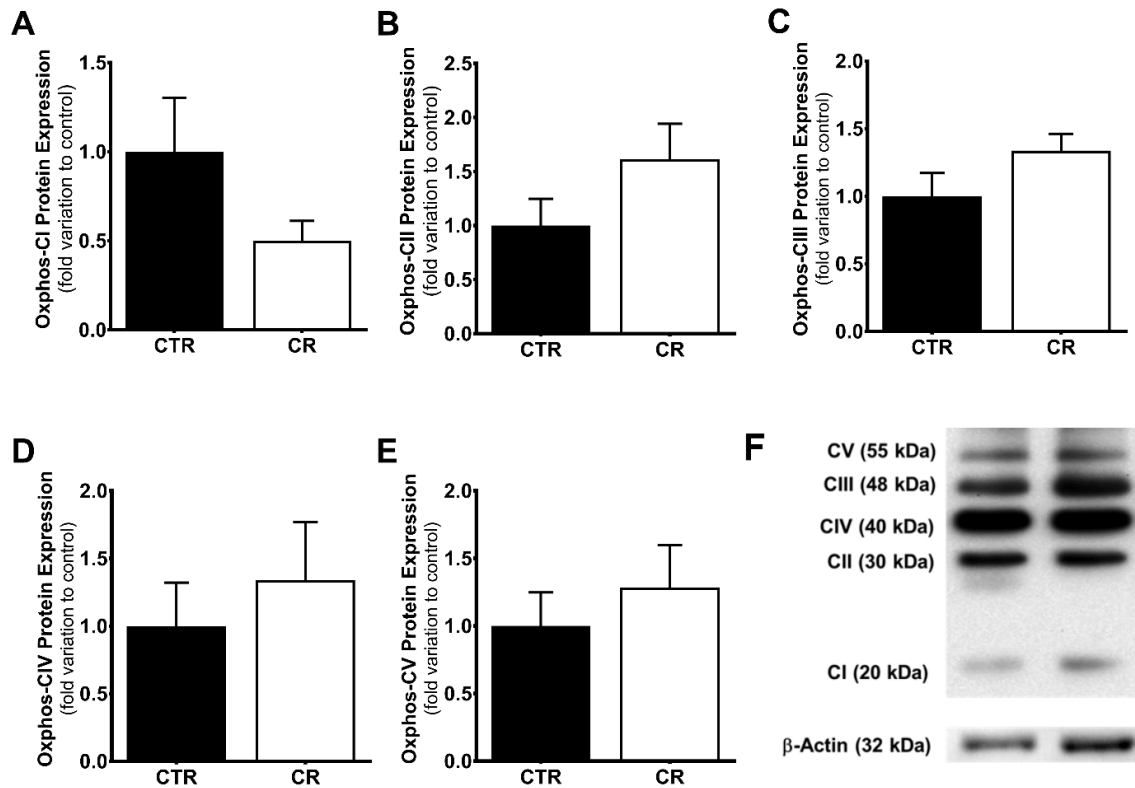 A
Oxphos-CI Protein Expression
(fold variation to control)
1.5
1.0
0.5
0.0
CTR
CR
B
Oxphos-CII Protein Expression
(fold variation to control)
2.5
2.0
1.5
1.0
0.5
0.0
CTR
CR
C
Oxphos-CIII Protein Expression
(fold variation to control)
2.0
1.5
1.0
0.5
0.0
CTR
CR
D
Oxphos-CIV Protein Expression
(fold variation to control)
2.0
1.5
1.0
0.5
0.0
CTR
CR
E
Oxphos-CV Protein Expression
(fold variation to control)
2.0
1.5
1.0
0.5
0.0
CTR
CR
F
CV (55 kDa)
CIII (48 kDa)
CIV (40 kDa)
CII (30 kDa)
CI (20 kDa)
β-Actin (32 kDa)